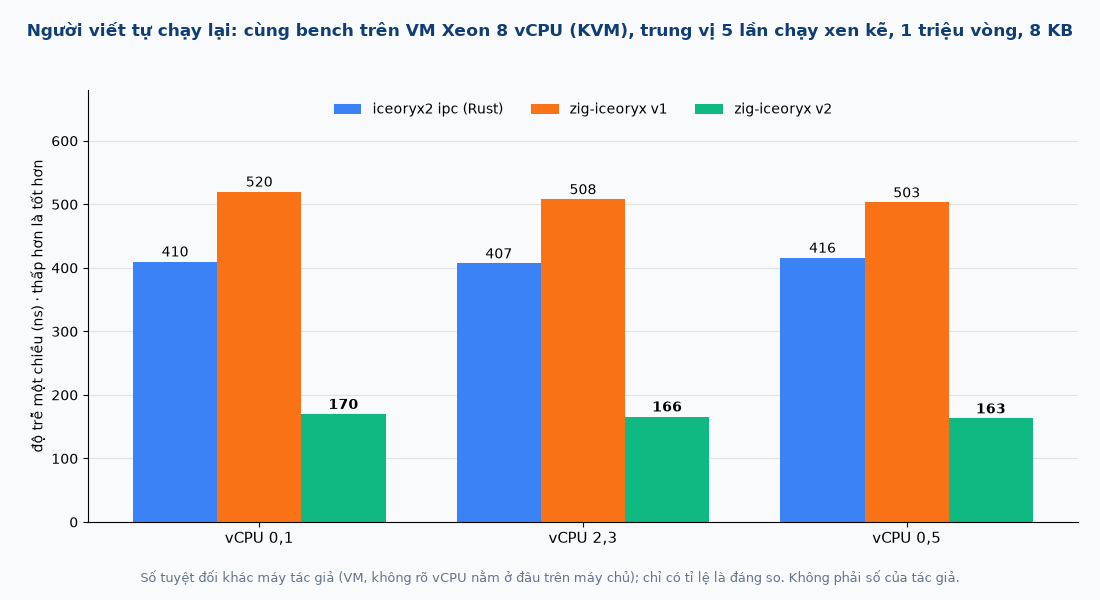 Người viết tự chạy lại: cùng bench trên VM Xeon 8 vCPU (KVM), trung vị 5 lần chạy xen kẽ, 1 triệu vòng, 8 KB
iceoryx2 ipc (Rust)
zig-iceoryx v1
zig-iceoryx v2
độ trễ một chiều (ns) · thấp hơn là tốt hơn
600
500
400
300
200
100
0
410
520
170
407
508
166
416
503
163
vCPU 0,1
vCPU 2,3
vCPU 0,5
Số tuyệt đối khác máy tác giả (VM, không rõ vCPU nằm ở đâu trên máy chủ); chỉ có tỉ lệ là đáng so. Không phải số của tác giả.